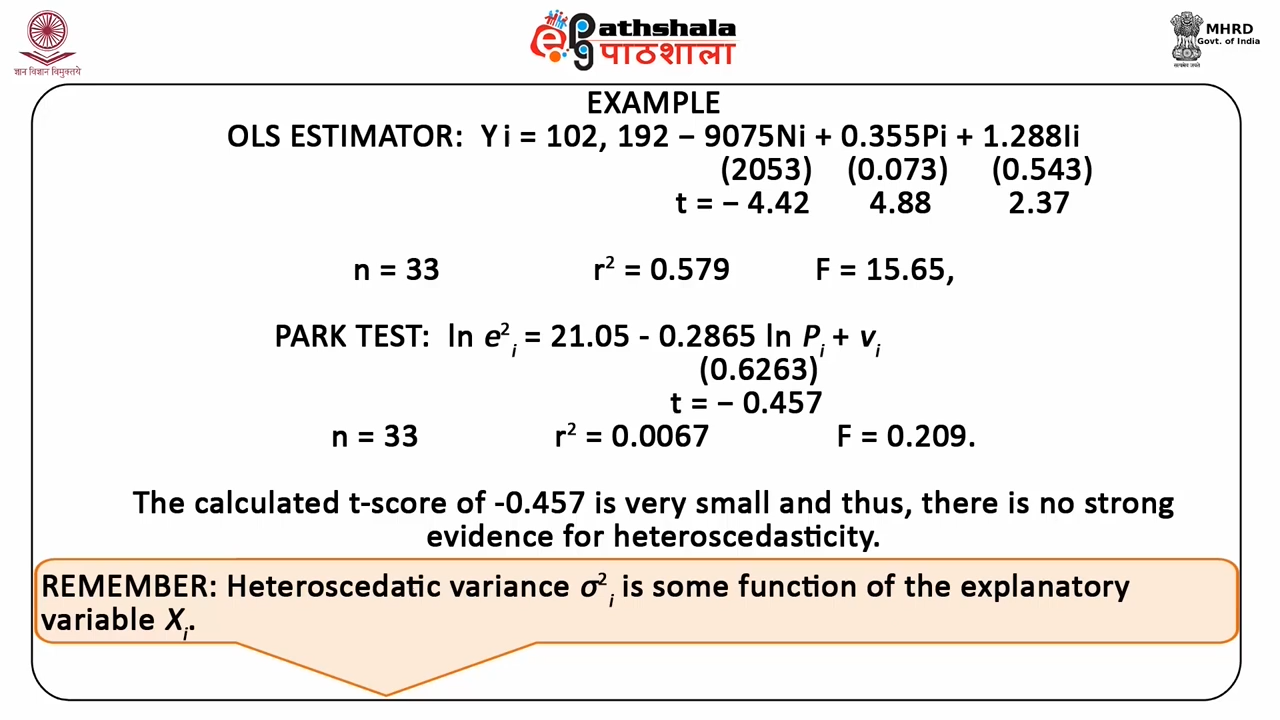 ज्ञान विज्ञान विमुक्तये
e pg Pathshala
पाठशाला
MHRD
Govt. of India
सत्यमेव जयते
EXAMPLE
OLS ESTIMATOR: Y i = 102, 192 − 9075Ni + 0.355Pi + 1.288Ii
(2053) (0.073) (0.543)
t = − 4.42 4.88 2.37
n = 33 r² = 0.579 F = 15.65,
PARK TEST: ln e²ᵢ = 21.05 - 0.2865 ln Pᵢ + vᵢ
(0.6263)
t = − 0.457
n = 33 r² = 0.0067 F = 0.209.
The calculated t-score of -0.457 is very small and thus, there is no strong
evidence for heteroscedasticity.
REMEMBER: Heteroscedatic variance σ²ᵢ is some function of the explanatory
variable Xᵢ.